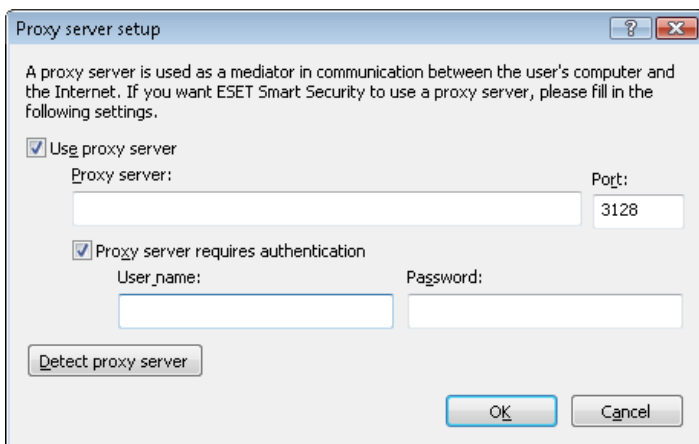 Proxy server setup
A proxy server is used as a mediator in communication between the user's computer and
the Internet. If you want ESET Smart Security to use a proxy server, please fill in the
following settings.
Use proxy server
Proxy server:
Port:
3128
Proxy server requires authentication
User name:
Password:
Detect proxy server
OK
Cancel